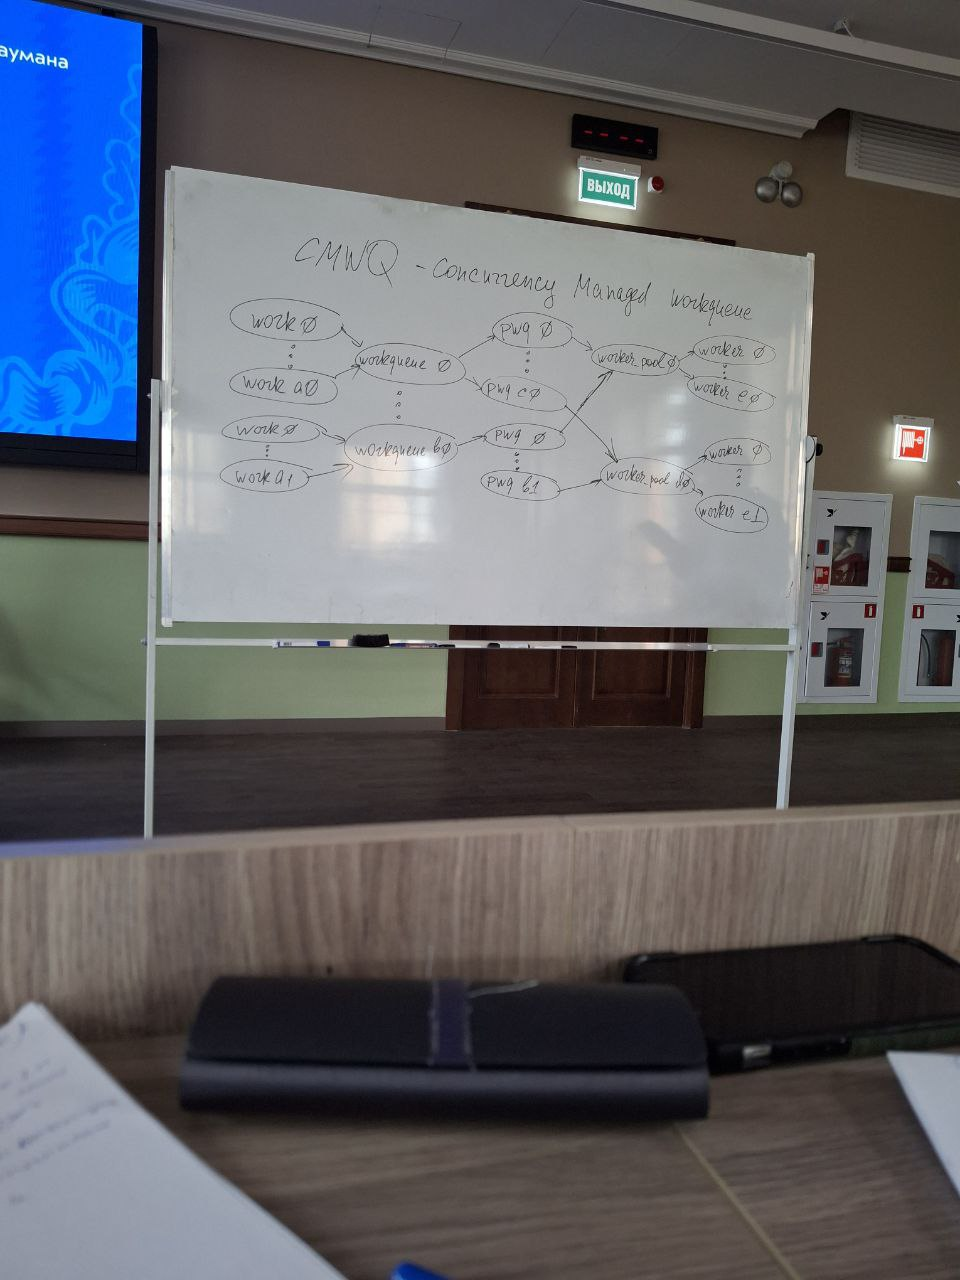 аумана
ВЫХОД
CMWQ - Concurrency Managed workqueue
work 0
work a0
work 0
work a1
workqueue 0
workqueue b0
pwq 0
pwq c0
pwq 0
pwq b1
worker_pool 0
worker_pool d0
worker 0
worker e0
worker 0
worker e1